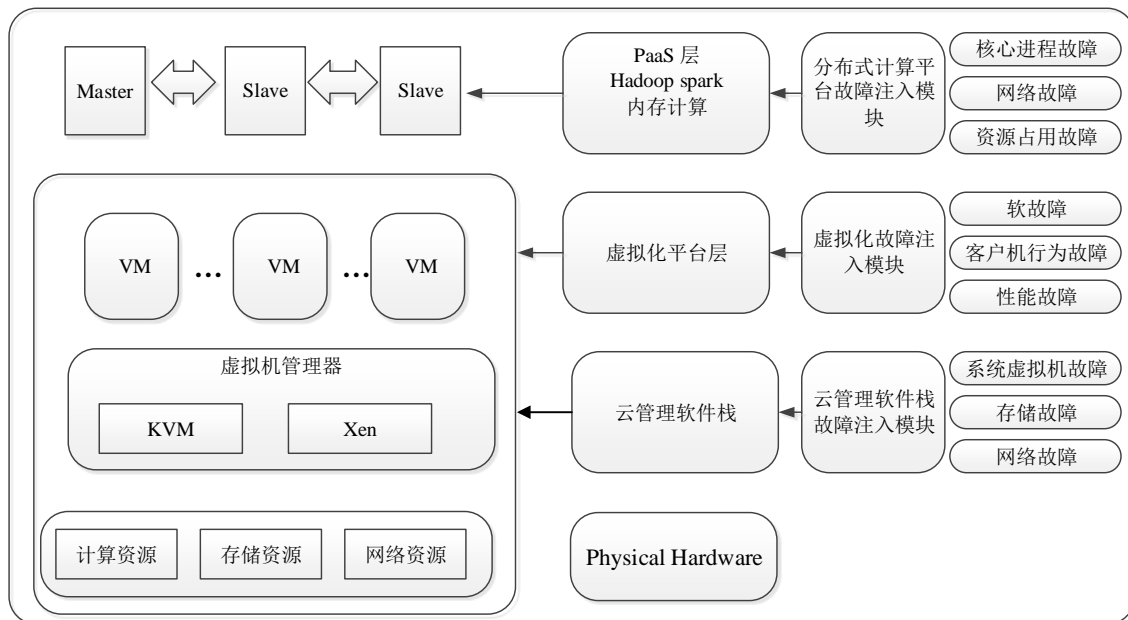 Master
Slave
Slave
PaaS 层
Hadoop spark
内存计算
分布式计算平
台故障注入模
块
核心进程故障
网络故障
资源占用故障
VM
...
VM
...
VM
虚拟化平台层
虚拟化故障注
入模块
软故障
客户机行为故障
性能故障
虚拟机管理器
KVM
Xen
云管理软件栈
云管理软件栈
故障注入模块
系统虚拟机故障
存储故障
网络故障
计算资源
存储资源
网络资源
Physical Hardware